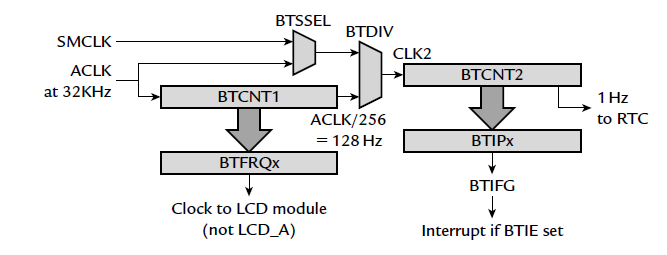 BTSSEL
BTDIV
SMCLK
CLK2
ACLK
at 32KHz
BTCNT1
BTCNT2
ACLK/256
= 128 Hz
1 Hz
to RTC
BTFRQx
BTIPx
BTIFG
Clock to LCD module
(not LCD_A)
Interrupt if BTIE set